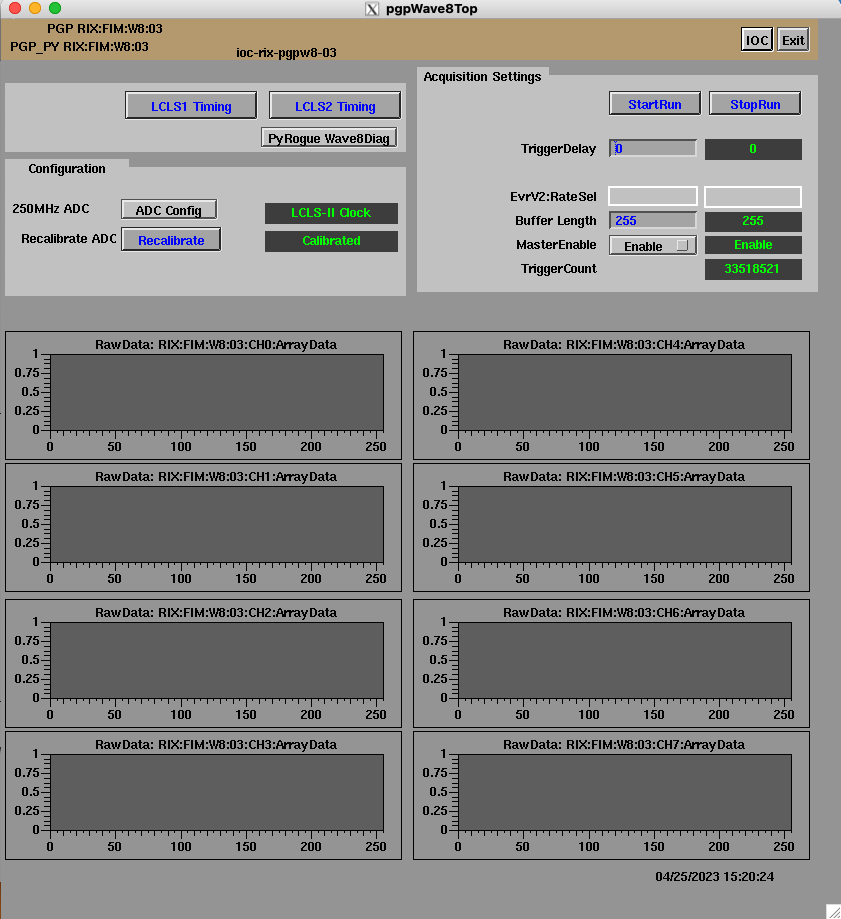 pgpWave8Top
PGP RIX:FIM:W8:03
PGP_PY RIX:FIM:W8:03
ioc-rix-pgpw8-03
IOC
Exit
LCLS1 Timing
LCLS2 Timing
PyRogue Wave8Diag
Acquisition Settings
StartRun
StopRun
TriggerDelay 0 0
EvrV2:RateSel
Buffer Length 255 255
MasterEnable Enable Enable
TriggerCount 33518521
Configuration
250MHz ADC ADC Config LCLS-II Clock
Recalibrate ADC Recalibrate Calibrated
RawData: RIX:FIM:W8:03:CH0:ArrayData
1
0.75
0.5
0.25
0
0 50 100 150 200 250
RawData: RIX:FIM:W8:03:CH4:ArrayData
1
0.75
0.5
0.25
0
0 50 100 150 200 250
RawData: RIX:FIM:W8:03:CH1:ArrayData
1
0.75
0.5
0.25
0
0 50 100 150 200 250
RawData: RIX:FIM:W8:03:CH5:ArrayData
1
0.75
0.5
0.25
0
0 50 100 150 200 250
RawData: RIX:FIM:W8:03:CH2:ArrayData
1
0.75
0.5
0.25
0
0 50 100 150 200 250
RawData: RIX:FIM:W8:03:CH6:ArrayData
1
0.75
0.5
0.25
0
0 50 100 150 200 250
RawData: RIX:FIM:W8:03:CH3:ArrayData
1
0.75
0.5
0.25
0
0 50 100 150 200 250
RawData: RIX:FIM:W8:03:CH7:ArrayData
1
0.75
0.5
0.25
0
0 50 100 150 200 250
04/25/2023 15:20:24